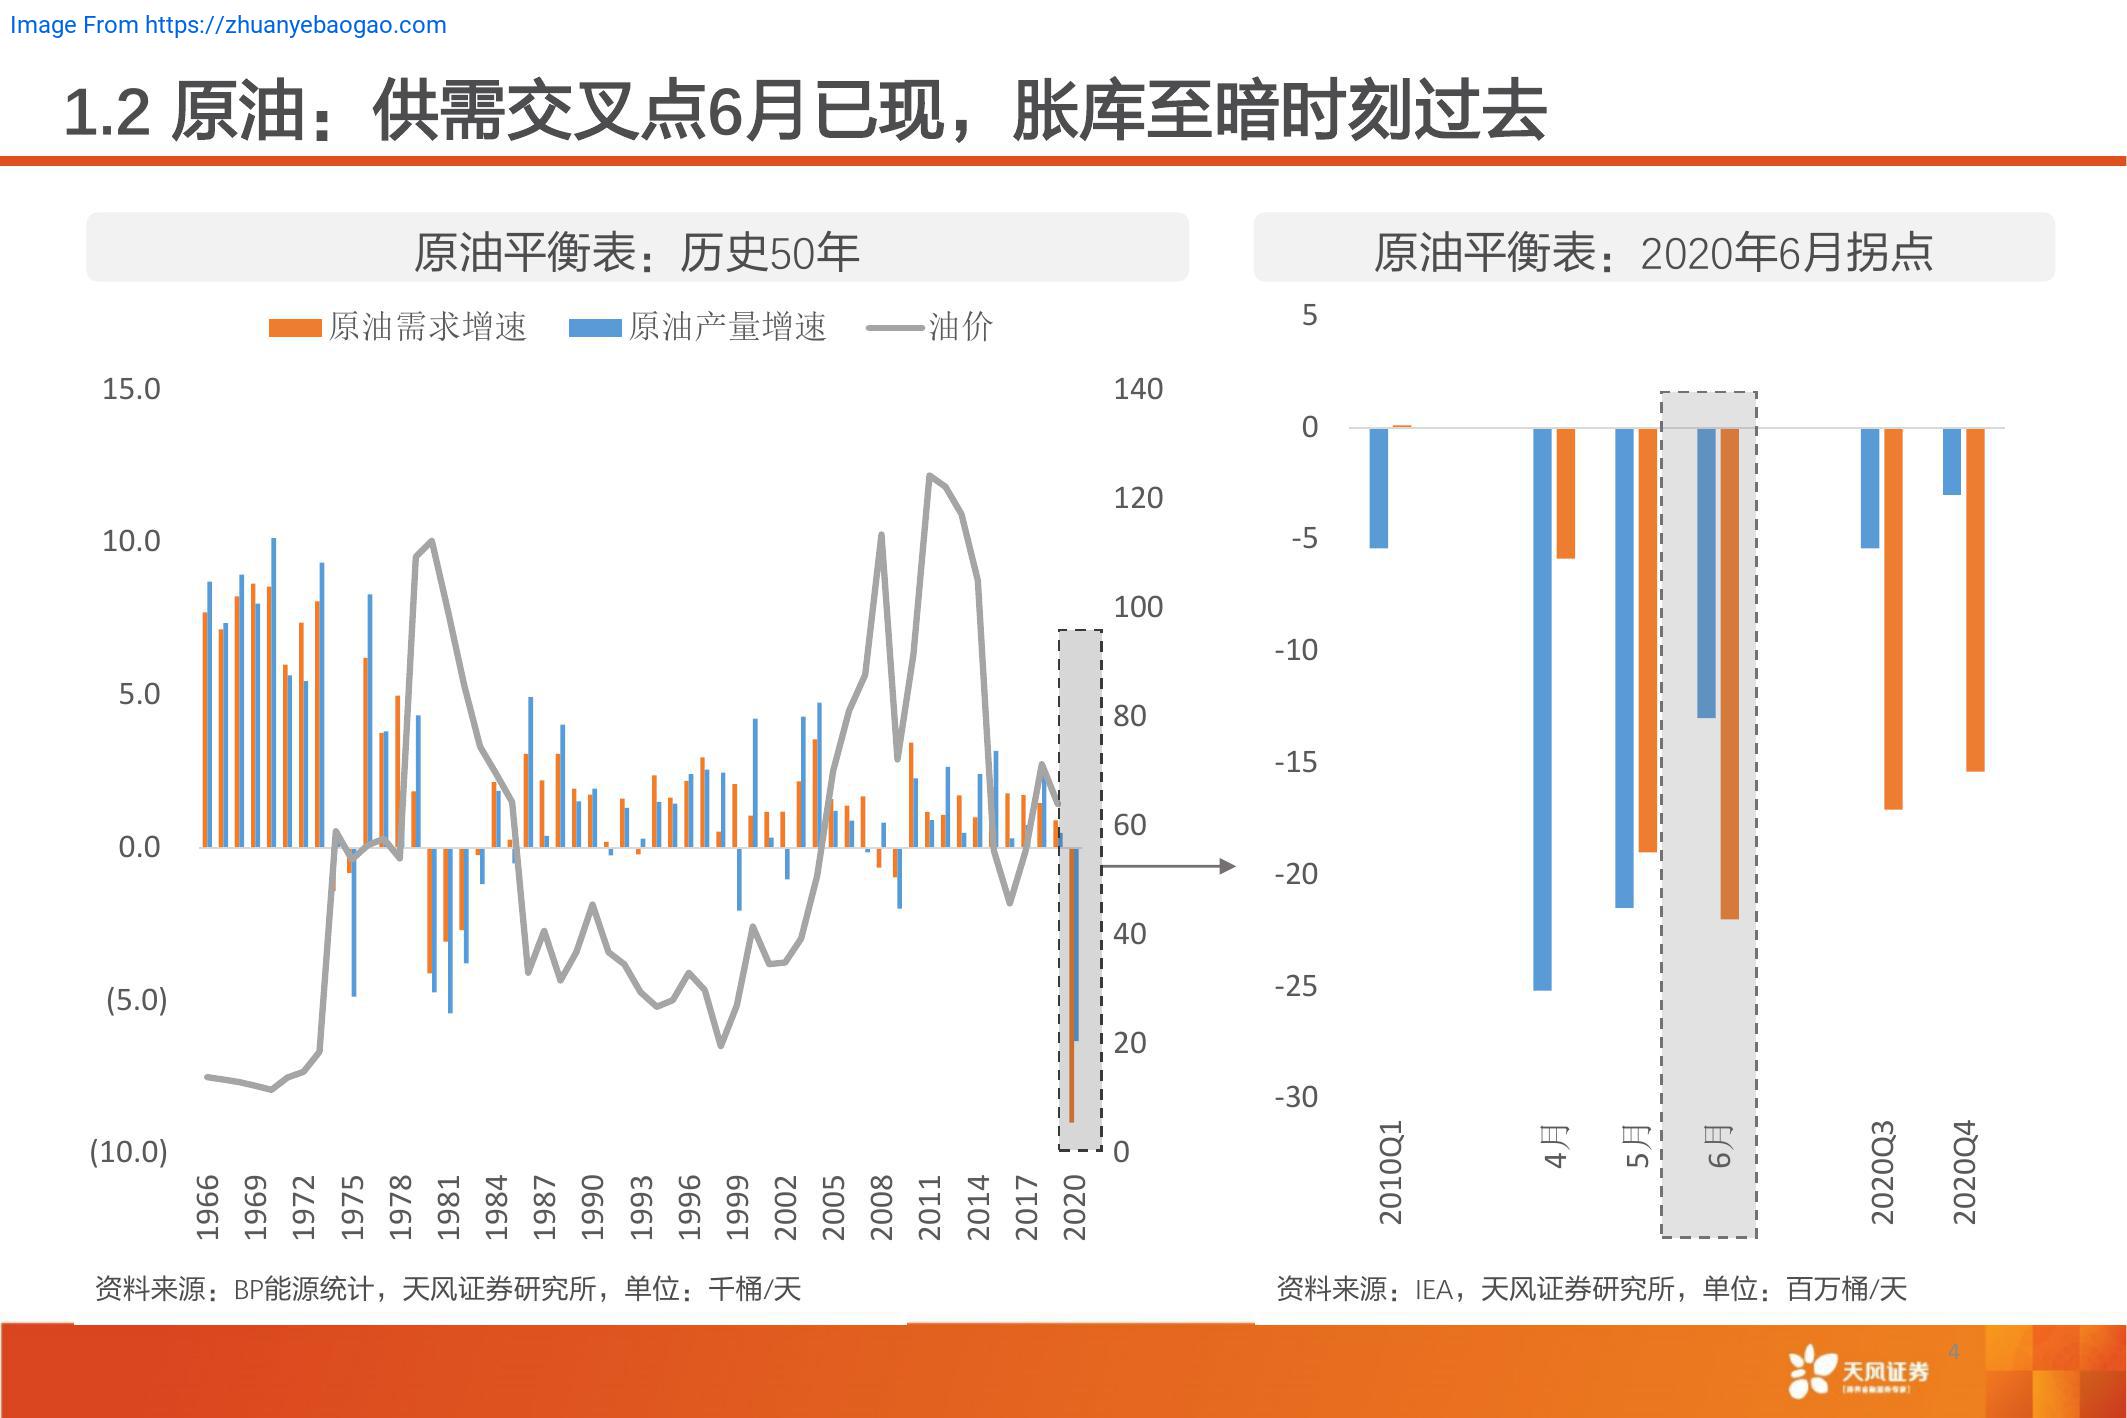 Image From https://zhuanyebaogao.com
1.2 原油：供需交叉点6月已现，胀库至暗时刻过去
原油平衡表：历史50年
原油需求增速 原油产量增速 油价
15.0
10.0
5.0
0.0
(5.0)
(10.0)
140
120
100
80
60
40
20
0
1966 1969 1972 1975 1978 1981 1984 1987 1990 1993 1996 1999 2002 2005 2008 2011 2014 2017 2020
资料来源：BP能源统计，天风证券研究所，单位：千桶/天
原油平衡表：2020年6月拐点
5
0
-5
-10
-15
-20
-25
-30
2010Q1 4月 5月 6月 2020Q3 2020Q4
资料来源：IEA，天风证券研究所，单位：百万桶/天
天风证券
4